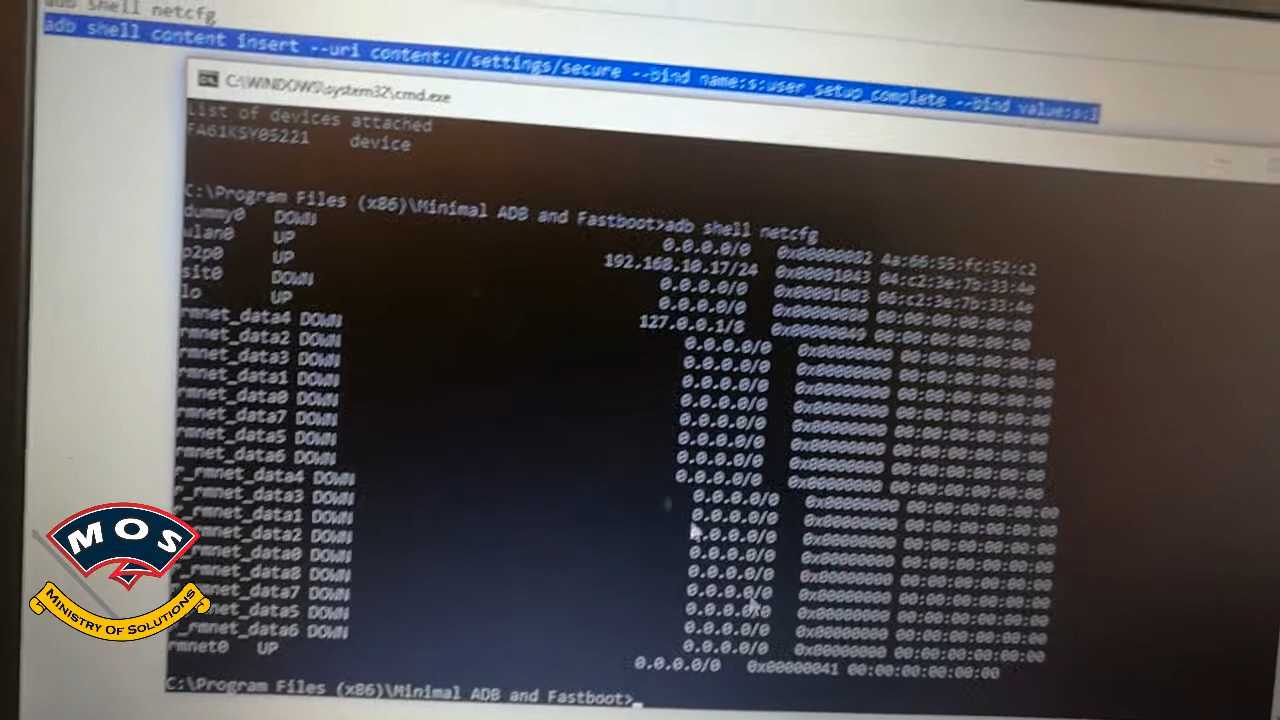 adb shell netcfg
adb shell content insert --uri content://settings/secure --bind name:s:user_setup_complete --bind value:s:1
C:\WINDOWS\system32\cmd.exe
List of devices attached
FA61KSY05221 device
C:\Program Files (x86)\Minimal ADB and Fastboot>adb shell netcfg
dummy0 DOWN 0.0.0.0/0 0x00000082 4a:66:55:fc:52:c2
wlan0 UP 192.168.10.17/24 0x00001043 04:c2:3e:7b:33:4e
p2p0 UP 0.0.0.0/0 0x00001003 06:c2:3e:7b:33:4e
sit0 DOWN 0.0.0.0/0 0x00000080 00:00:00:00:00:00
lo UP 127.0.0.1/8 0x00000049 00:00:00:00:00:00
rmnet_data4 DOWN 0.0.0.0/0 0x00000000 00:00:00:00:00:00
rmnet_data2 DOWN 0.0.0.0/0 0x00000000 00:00:00:00:00:00
rmnet_data3 DOWN 0.0.0.0/0 0x00000000 00:00:00:00:00:00
rmnet_data1 DOWN 0.0.0.0/0 0x00000000 00:00:00:00:00:00
rmnet_data0 DOWN 0.0.0.0/0 0x00000000 00:00:00:00:00:00
rmnet_data7 DOWN 0.0.0.0/0 0x00000000 00:00:00:00:00:00
rmnet_data5 DOWN 0.0.0.0/0 0x00000000 00:00:00:00:00:00
rmnet_data6 DOWN 0.0.0.0/0 0x00000000 00:00:00:00:00:00
r_rmnet_data4 DOWN 0.0.0.0/0 0x00000000 00:00:00:00:00:00
r_rmnet_data3 DOWN 0.0.0.0/0 0x00000000 00:00:00:00:00:00
r_rmnet_data1 DOWN 0.0.0.0/0 0x00000000 00:00:00:00:00:00
r_rmnet_data2 DOWN 0.0.0.0/0 0x00000000 00:00:00:00:00:00
r_rmnet_data0 DOWN 0.0.0.0/0 0x00000000 00:00:00:00:00:00
r_rmnet_data8 DOWN 0.0.0.0/0 0x00000000 00:00:00:00:00:00
r_rmnet_data7 DOWN 0.0.0.0/0 0x00000000 00:00:00:00:00:00
r_rmnet_data5 DOWN 0.0.0.0/0 0x00000000 00:00:00:00:00:00
r_rmnet_data6 DOWN 0.0.0.0/0 0x00000000 00:00:00:00:00:00
rmnet0 UP 0.0.0.0/0 0x00000041 00:00:00:00:00:00
C:\Program Files (x86)\Minimal ADB and Fastboot>
MOS
MINISTRY OF SOLUTIONS